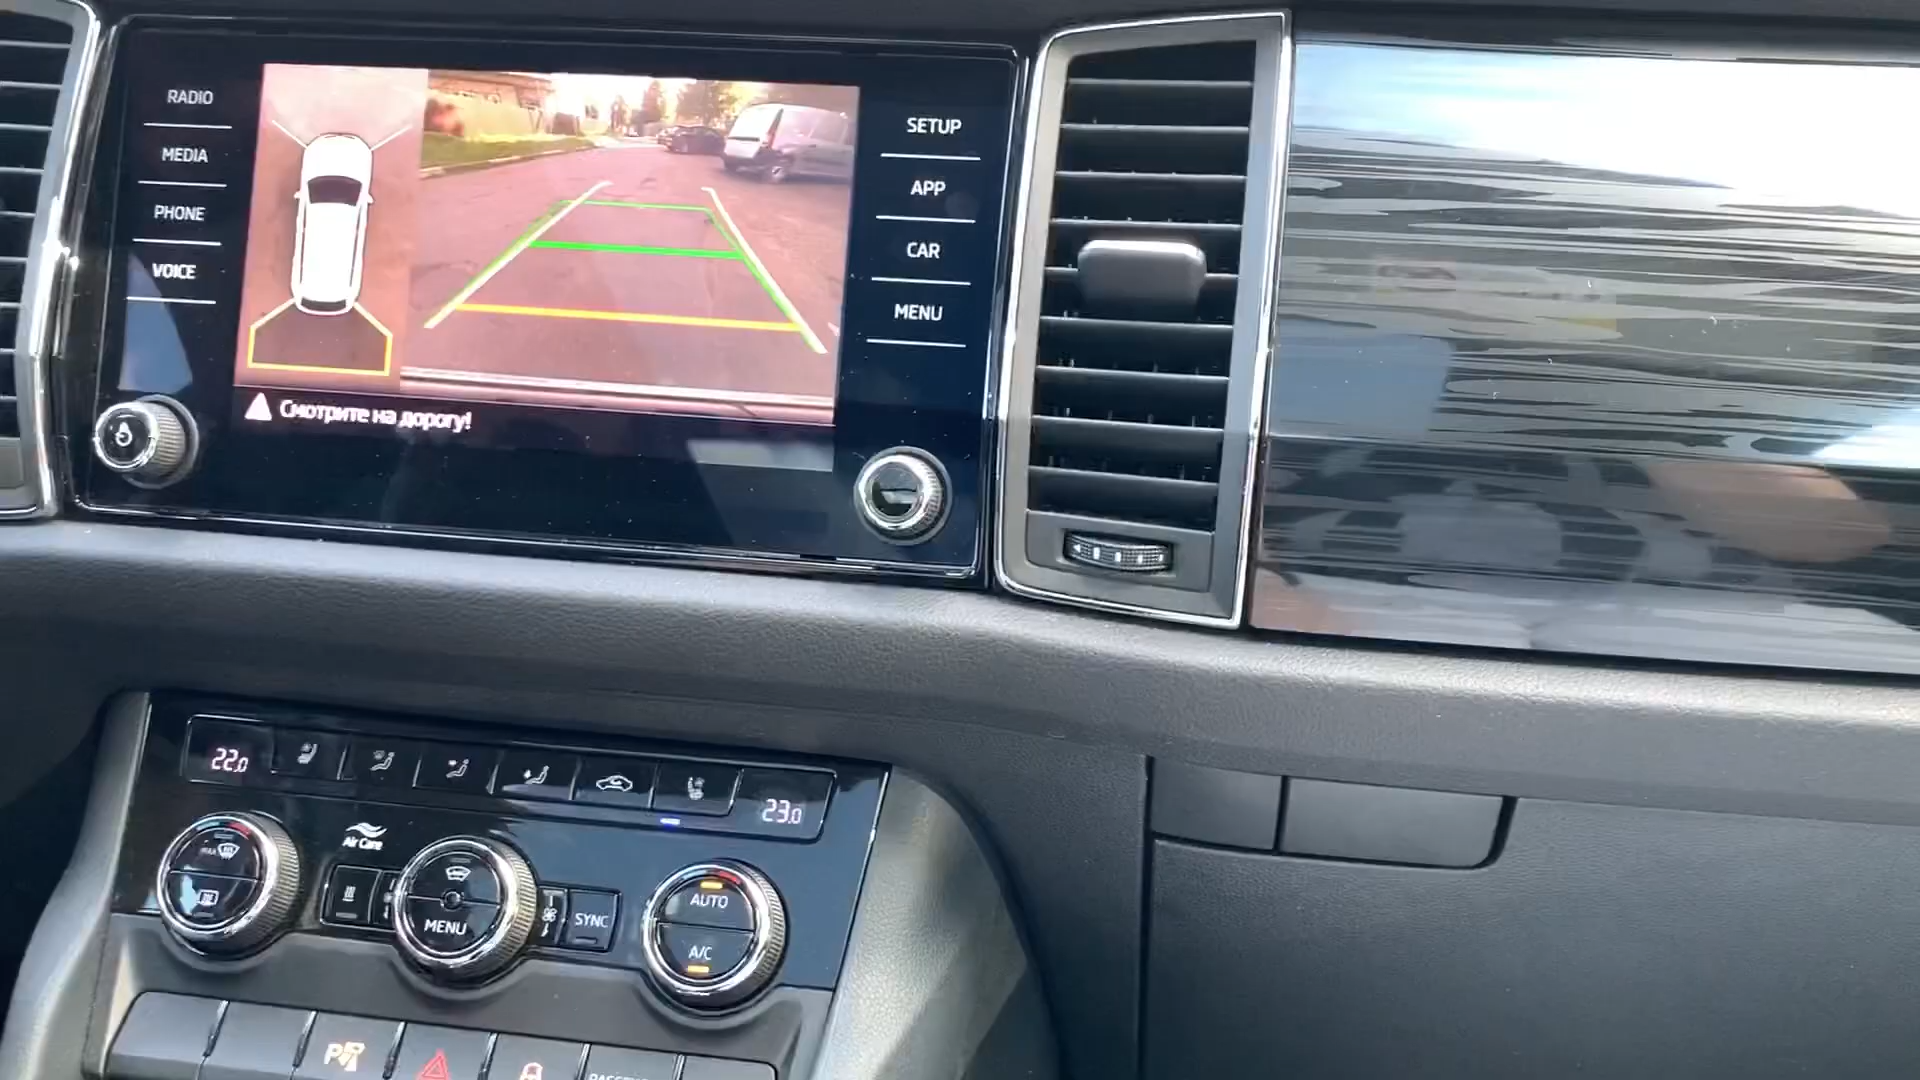 RADIO
MEDIA
PHONE
VOICE
SETUP
APP
CAR
MENU
Смотрите на дорогу!
22.0
23.0
Air Care
MAX
MENU
SYNC
AUTO
A/C
P